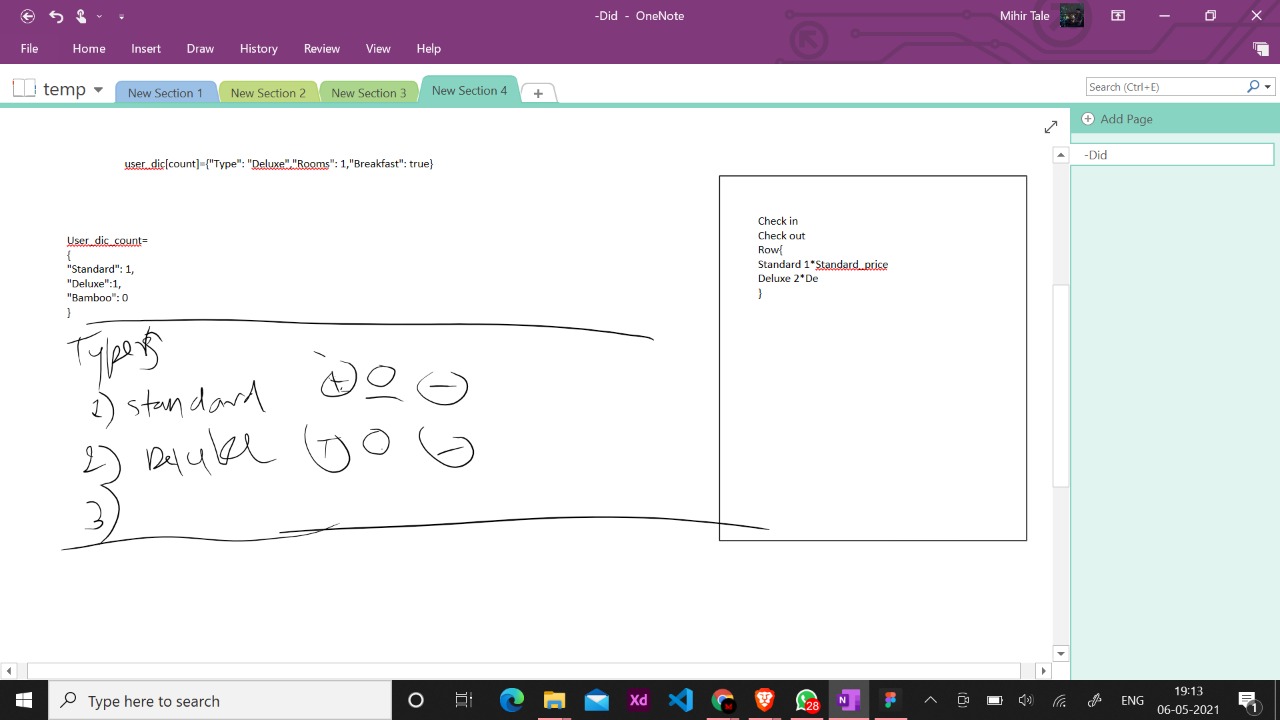 -Did - OneNote
Mihir Tale
File Home Insert Draw History Review View Help
temp
New Section 1
New Section 2
New Section 3
New Section 4
Search (Ctrl+E)
Add Page
-Did
user_dic[count]={"Type": "Deluxe","Rooms": 1,"Breakfast": true}
User_dic_count=
{
"Standard": 1,
"Deluxe":1,
"Bamboo": 0
}
Check in
Check out
Row{
Standard 1*Standard_price
Deluxe 2*De
}
1) standard + 0 -
2) 0 -
3
Type here to search
Xd
28
N
ENG
19:13
06-05-2021
1